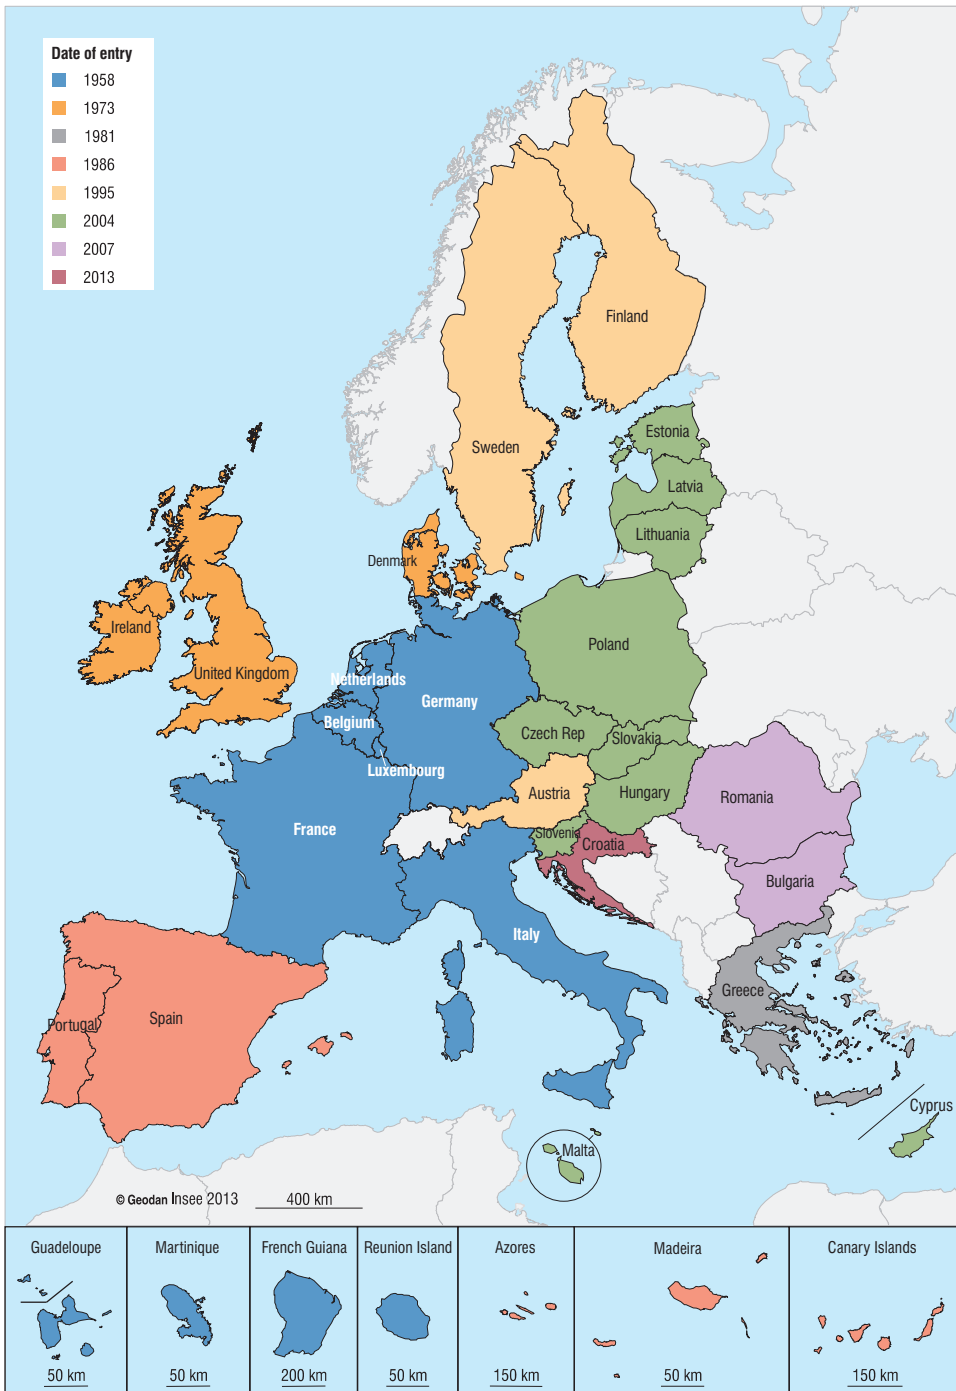 Date of entry
1958
1973
1981
1986
1995
2004
2007
2013
Finland
Sweden
Estonia
Latvia
Lithuania
Denmark
Ireland
United Kingdom
Netherlands
Poland
Germany
Belgium
Czech Rep
Slovakia
Luxembourg
Austria
Hungary
Romania
France
Slovenia
Croatia
Bulgaria
Italy
Greece
Portugal
Spain
Cyprus
Malta
© Geodan Insee 2013
400 km
Guadeloupe
Martinique
French Guiana
Reunion Island
Azores
Madeira
Canary Islands
50 km
50 km
200 km
50 km
150 km
50 km
150 km